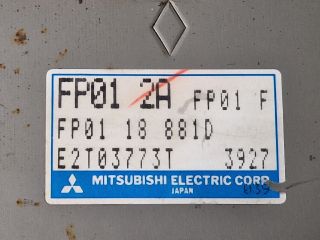 FP01 2A FP01 F
FP01 18 881D
E2T03773T 3927
MITSUBISHI ELECTRIC CORP.
JAPAN